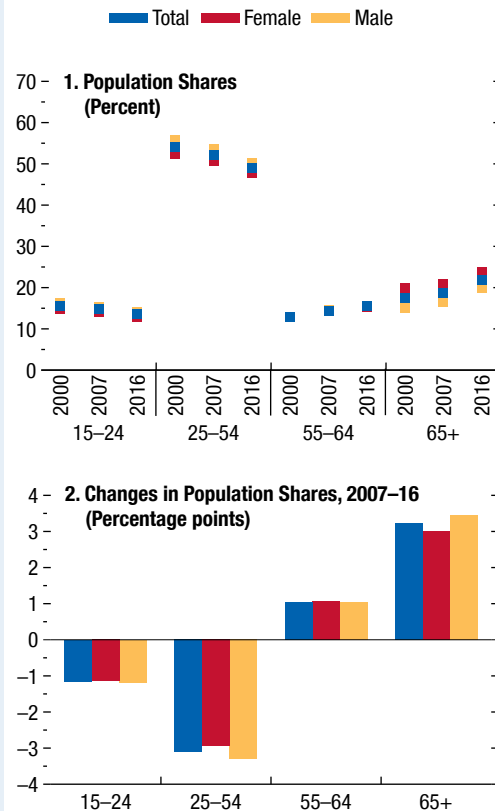 Total Female Male
1. Population Shares
(Percent)
70
60
50
40
30
20
10
0
2000 2007 2016 2000 2007 2016 2000 2007 2016 2000 2007 2016
15–24 25–54 55–64 65+
2. Changes in Population Shares, 2007–16
(Percentage points)
4
3
2
1
0
–1
–2
–3
–4
15–24 25–54 55–64 65+